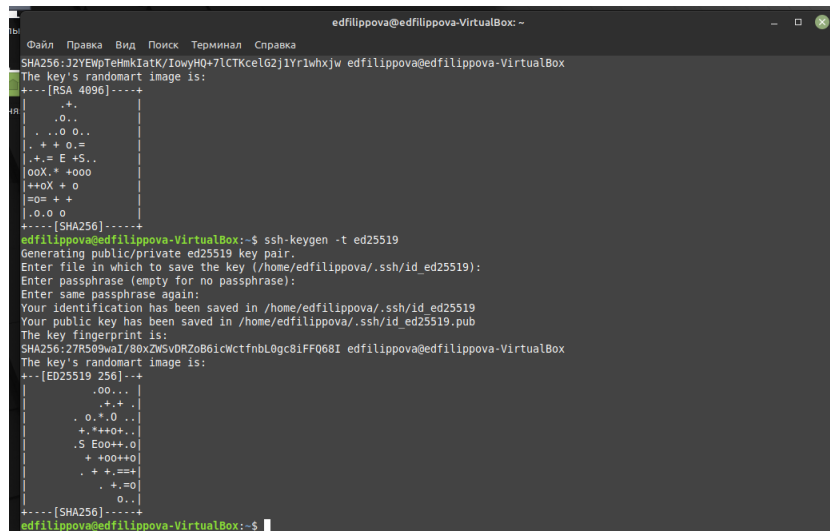 edfilippova@edfilippova-VirtualBox: ~
Файл Правка Вид Поиск Терминал Справка
SHA256:J2YEWpTeHmkIatK/IowyHQ+7lCTKcelG2j1Yr1whxjw edfilippova@edfilippova-VirtualBox
The key's randomart image is:
+---[RSA 4096]----+
|     .+.         |
|    .o..         |
| . ..o o..       |
|. + + o.=        |
|.+.= E +S..      |
|ooX.* +ooo       |
|++oX + o         |
|=o= + +          |
|.o.o o           |
+----[SHA256]-----+
edfilippova@edfilippova-VirtualBox:~$ ssh-keygen -t ed25519
Generating public/private ed25519 key pair.
Enter file in which to save the key (/home/edfilippova/.ssh/id_ed25519):
Enter passphrase (empty for no passphrase):
Enter same passphrase again:
Your identification has been saved in /home/edfilippova/.ssh/id_ed25519
Your public key has been saved in /home/edfilippova/.ssh/id_ed25519.pub
The key fingerprint is:
SHA256:27R509waI/80xZWSvDRZoB6icWctfnbL0gc8iFFQ68I edfilippova@edfilippova-VirtualBox
The key's randomart image is:
+--[ED25519 256]--+
|          .oo... |
|           .+.+ .|
|       . o.*.O ..|
|        +.*++o+..|
|       .S Eoo++.o|
|         + +oo++o|
|        . + +.==+|
|           . +.=o|
|              o..|
+----[SHA256]-----+
edfilippova@edfilippova-VirtualBox:~$